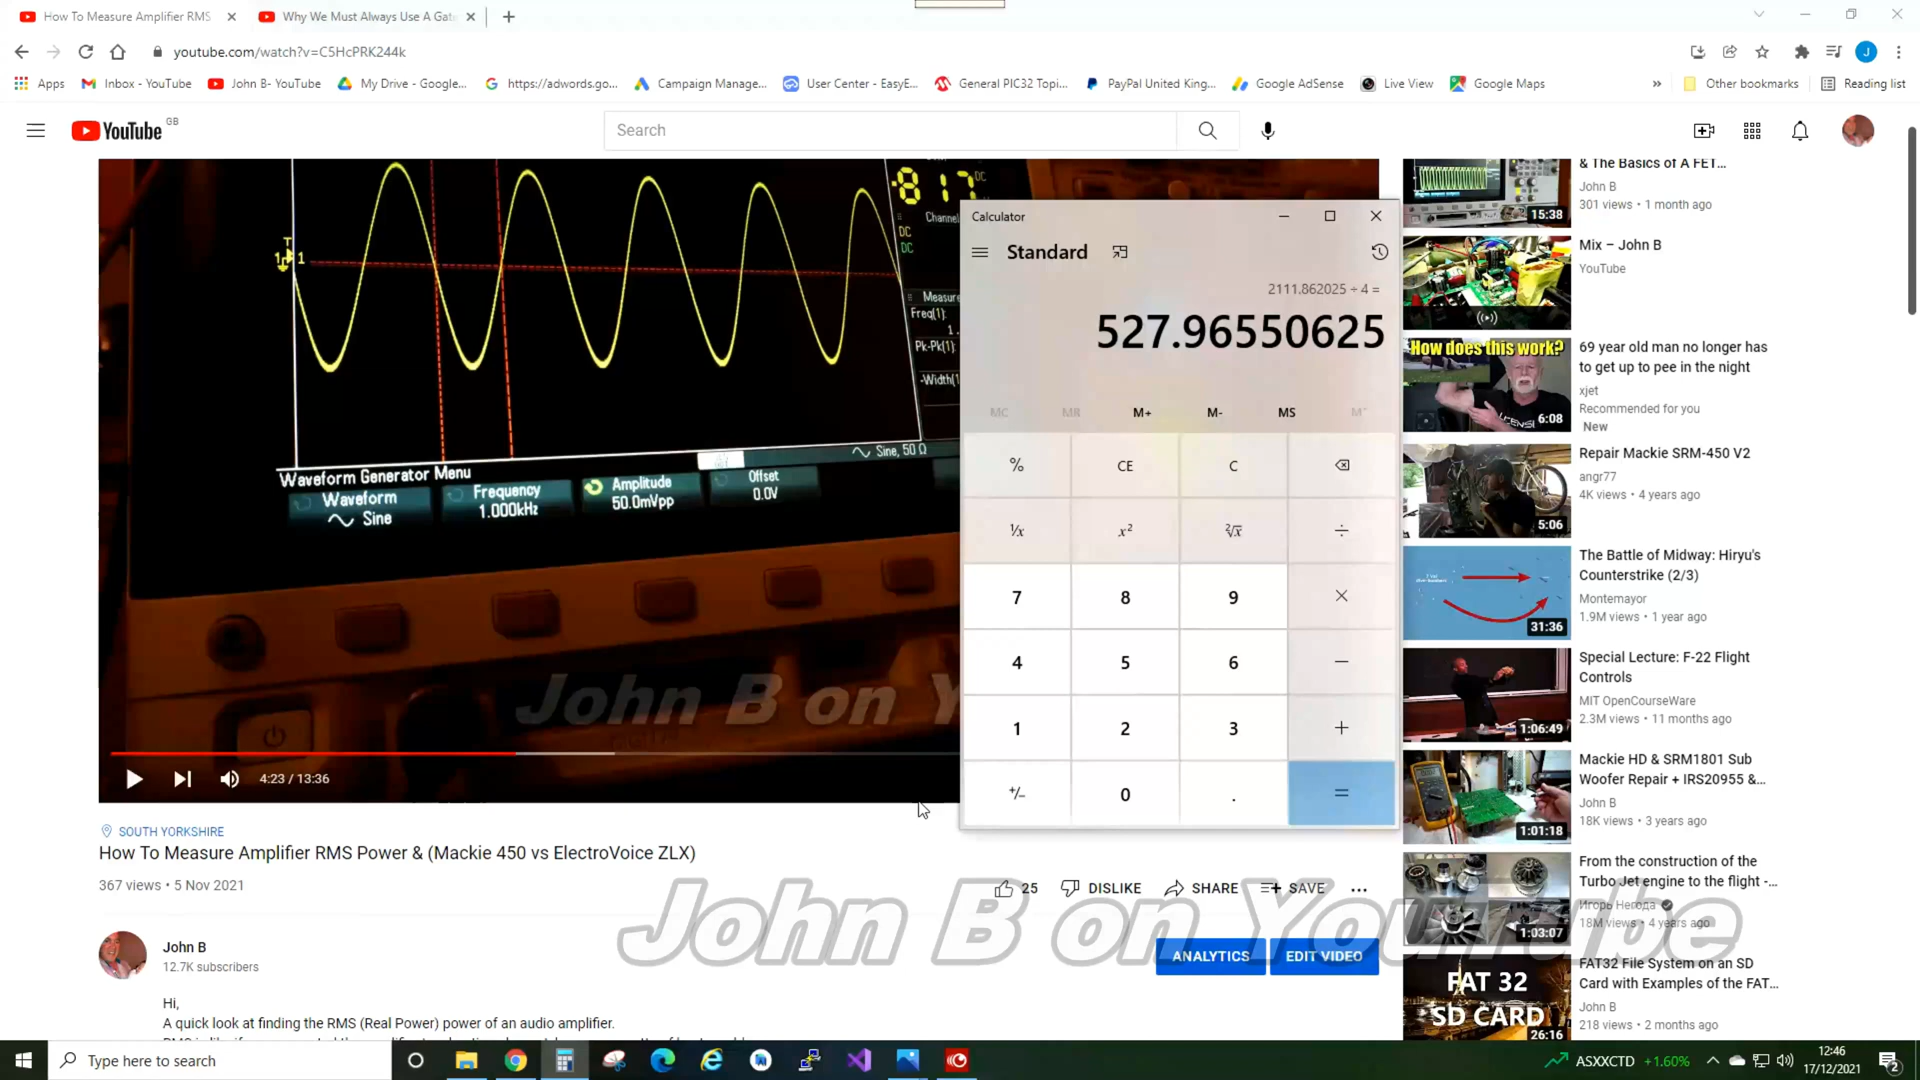 How To Measure Amplifier RMS
Why We Must Always Use A Gat
youtube.com/watch?v=C5HcPRK244k
Apps
Inbox - YouTube
John B- YouTube
My Drive - Google...
https://adwords.go...
Campaign Manage...
User Center - EasyE...
General PIC32 Topi...
PayPal United King...
Google AdSense
Live View
Google Maps
Other bookmarks
Reading list
YouTube GB
Search
817 DC
Channel
DC
DC
Measure
Freq(1):
Pk-Pk(1):
-Width(1
Sine, 50 Ω
Waveform Generator Menu
Waveform
Sine
Frequency
1.000kHz
Amplitude
50.0mVpp
Offset
0.0V
John B on Y
4:23 / 13:36
Calculator
Standard
2111.862025 ÷ 4 =
527.96550625
MC MR M+ M- MS M˅
% CE C
¹/x x² ²√x ÷
7 8 9 ×
4 5 6 −
1 2 3 +
+/- 0 . =
& The Basics of A FET...
John B
301 views • 1 month ago
15:38
Mix – John B
YouTube
How does this work?
6:08
69 year old man no longer has
to get up to pee in the night
xjet
Recommended for you
New
Repair Mackie SRM-450 V2
angr77
4K views • 4 years ago
5:06
The Battle of Midway: Hiryu's
Counterstrike (2/3)
Montemayor
1.9M views • 1 year ago
31:36
Special Lecture: F-22 Flight
Controls
MIT OpenCourseWare
2.3M views • 11 months ago
1:06:49
Mackie HD & SRM1801 Sub
Woofer Repair + IRS20955 &...
John B
18K views • 3 years ago
1:01:18
From the construction of the
Turbo Jet engine to the flight -...
Игорь Негода
18M views • 4 years ago
1:03:07
FAT 32
SD CARD
26:16
FAT32 File System on an SD
Card with Examples of the FAT...
John B
218 views • 2 months ago
SOUTH YORKSHIRE
How To Measure Amplifier RMS Power & (Mackie 450 vs ElectroVoice ZLX)
367 views • 5 Nov 2021
25 DISLIKE SHARE SAVE
John B on YouTube
John B
12.7K subscribers
ANALYTICS
EDIT VIDEO
Hi,
A quick look at finding the RMS (Real Power) power of an audio amplifier.
Type here to search
ASXXCTD +1.60%
12:46
17/12/2021
2